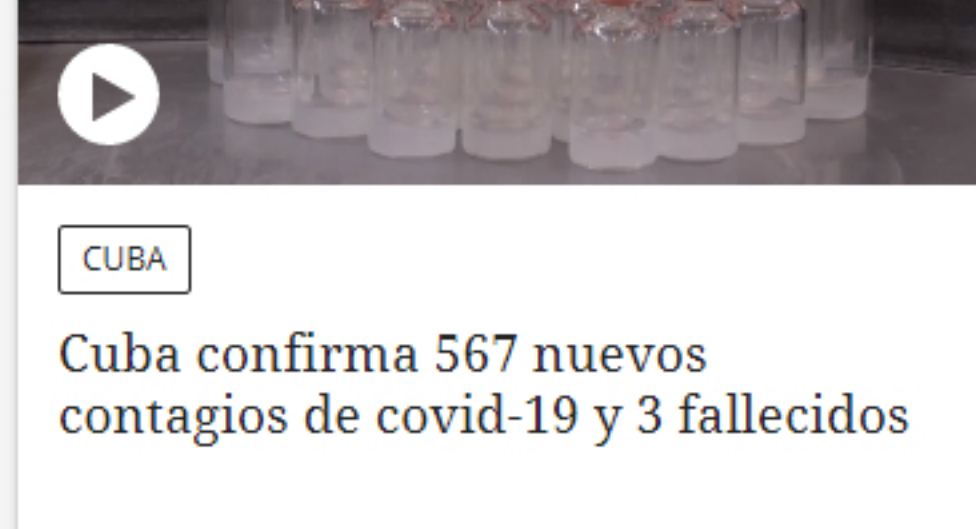 CUBA
Cuba confirma 567 nuevos
contagios de covid-19 y 3 fallecidos